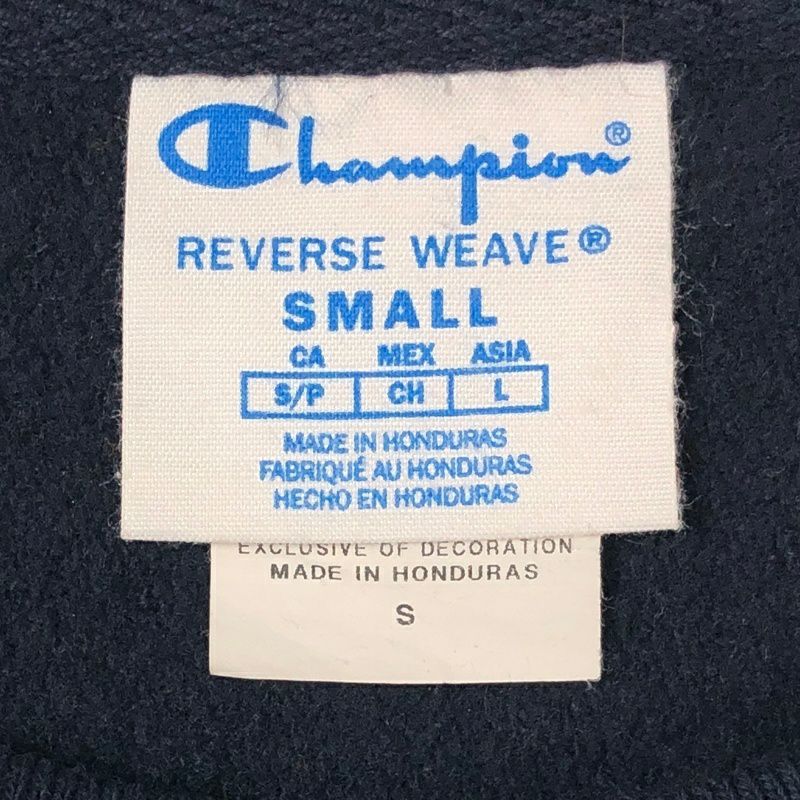 Champion®
REVERSE WEAVE®
SMALL
CA MEX ASIA
S/P CH L
MADE IN HONDURAS
FABRIQUÉ AU HONDURAS
HECHO EN HONDURAS
EXCLUSIVE OF DECORATION
MADE IN HONDURAS
S